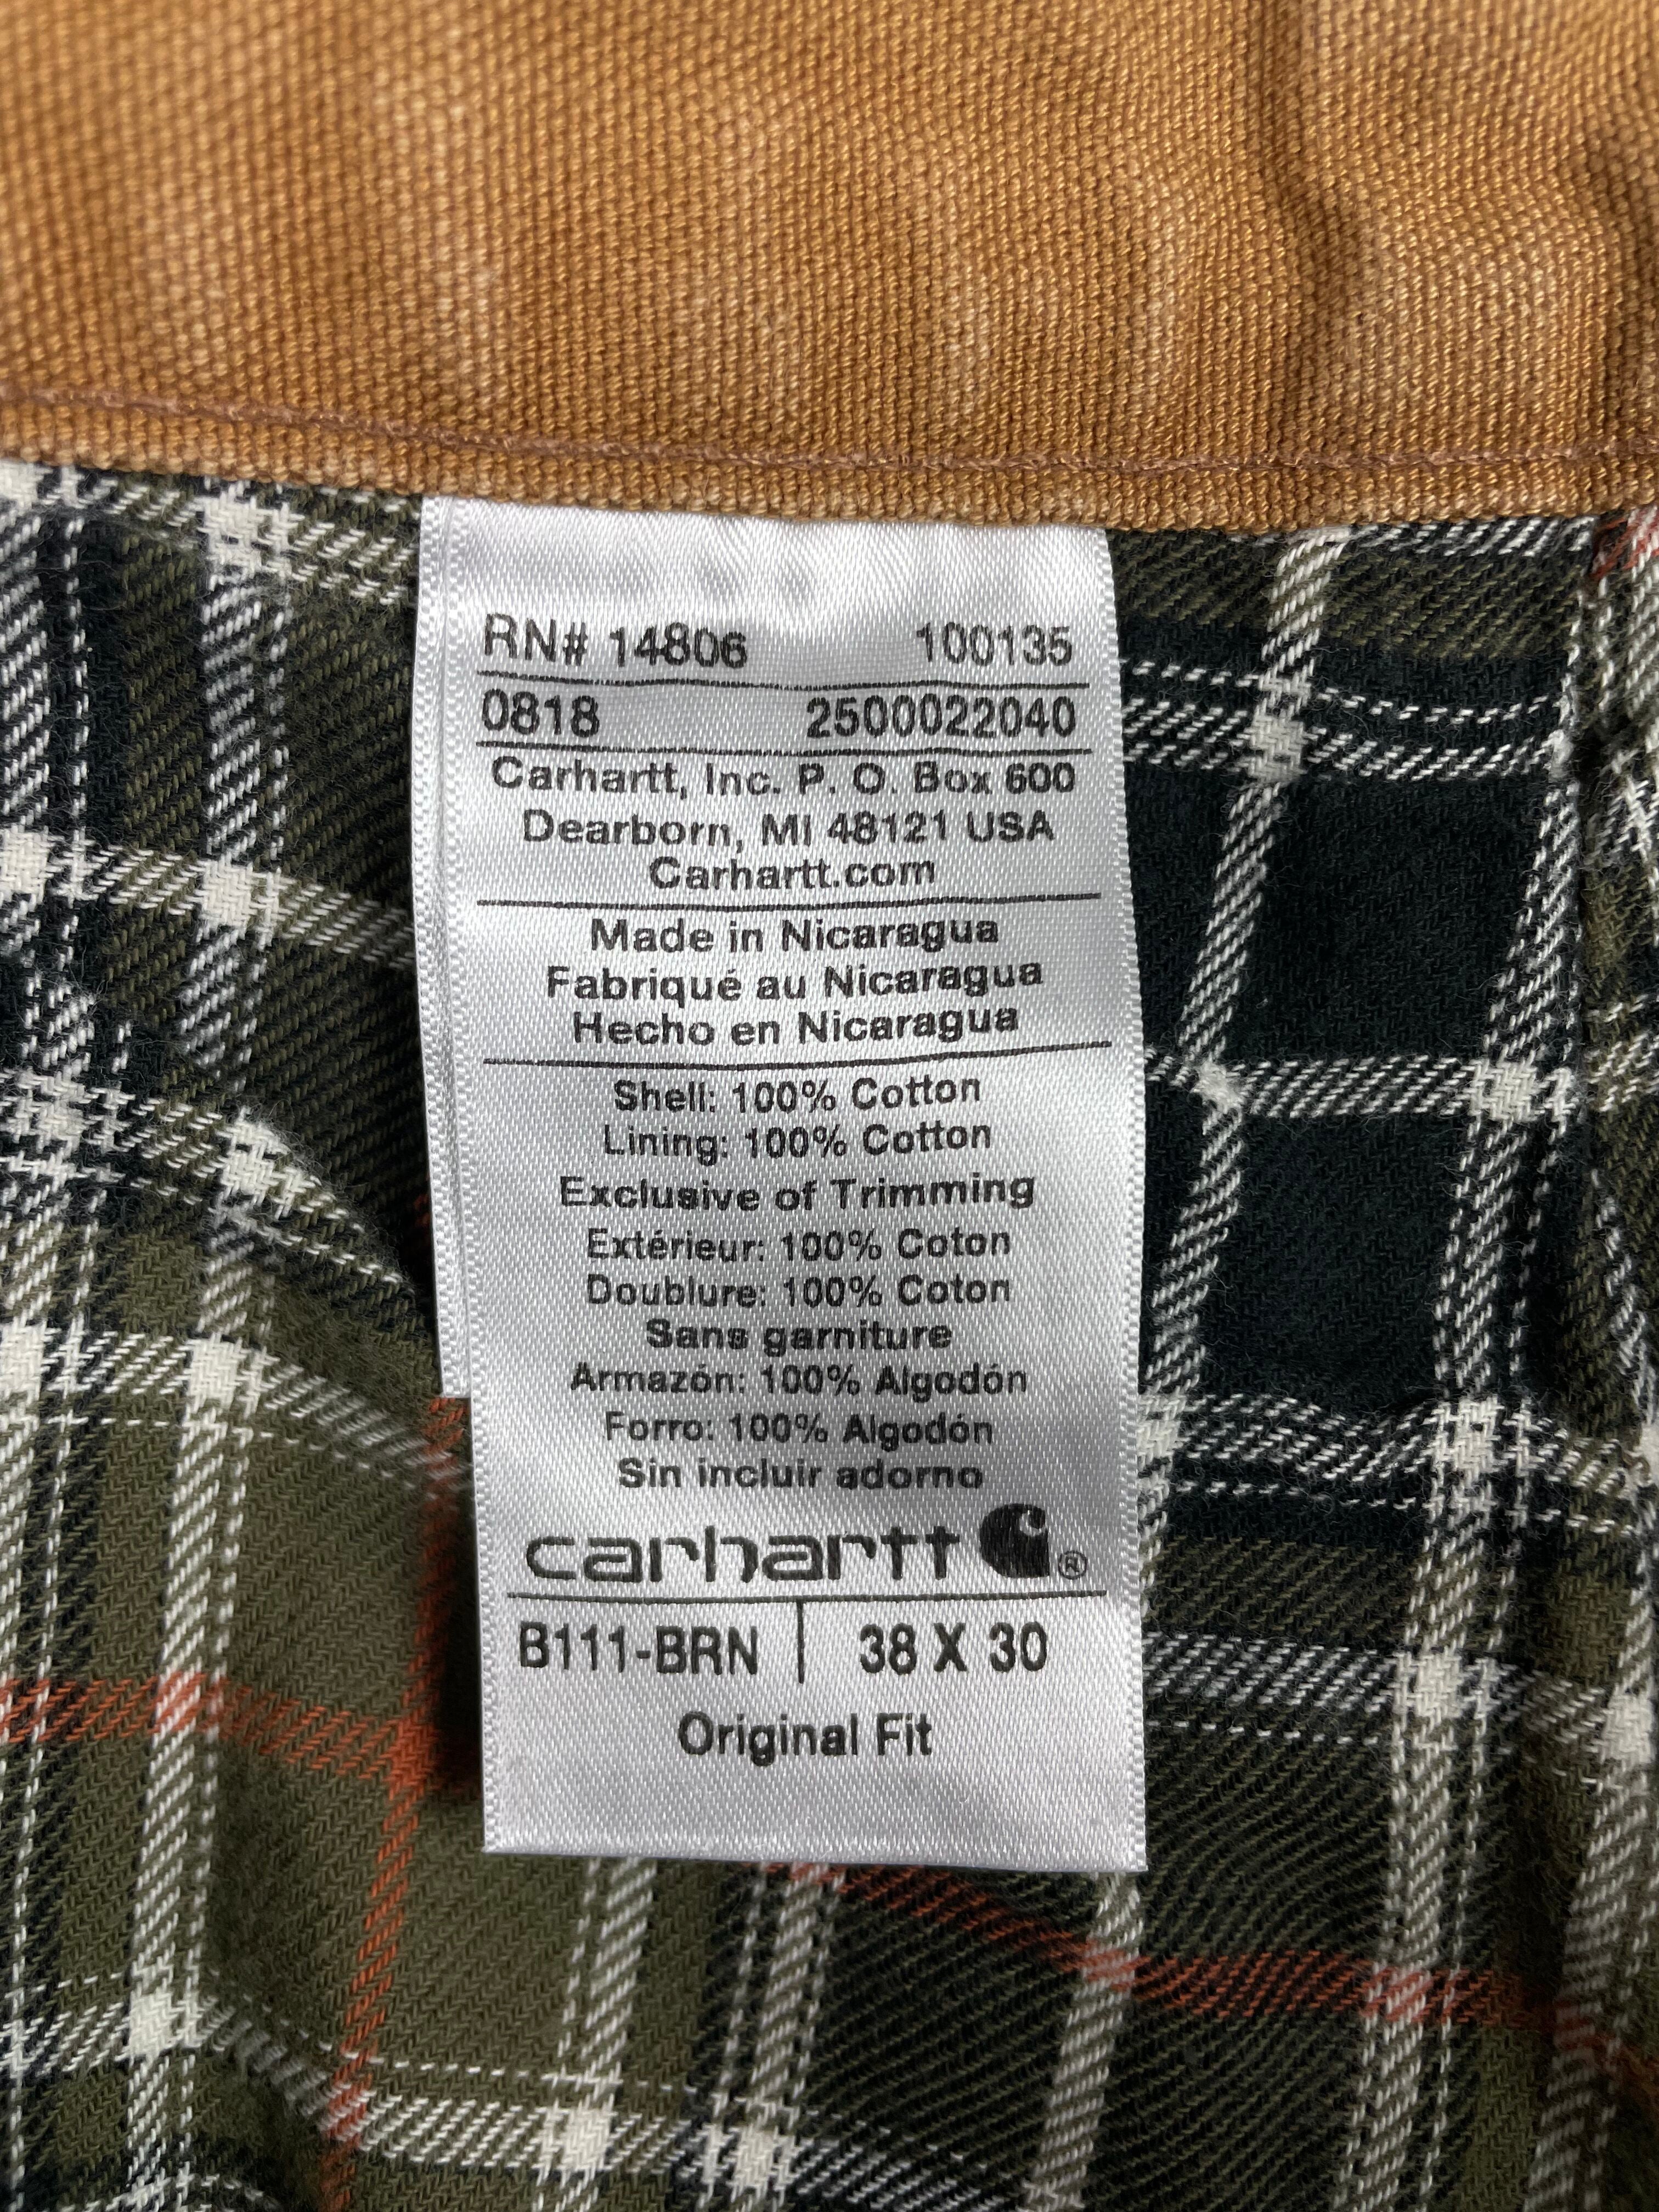 RN# 14806 100135
0818 2500022040
Carhartt, Inc. P. O. Box 600
Dearborn, MI 48121 USA
Carhartt.com
Made in Nicaragua
Fabriqué au Nicaragua
Hecho en Nicaragua
Shell: 100% Cotton
Lining: 100% Cotton
Exclusive of Trimming
Extérieur: 100% Coton
Doublure: 100% Coton
Sans garniture
Armazón: 100% Algodón
Forro: 100% Algodón
Sin incluir adorno
carhartt ®
B111-BRN | 38 X 30
Original Fit